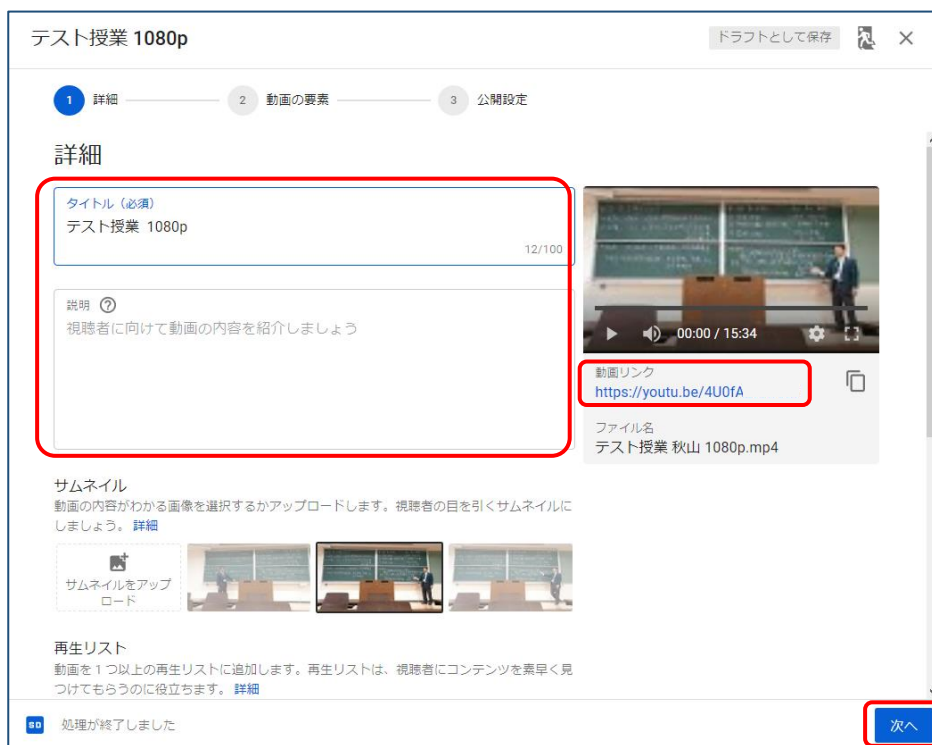 テスト授業 1080p
ドラフトとして保存
1 詳細
2 動画の要素
3 公開設定
詳細
タイトル（必須）
テスト授業 1080p
12/100
説明
視聴者に向けて動画の内容を紹介しましょう
00:00 / 15:34
動画リンク
https://youtu.be/4U0fA
ファイル名
テスト授業 秋山 1080p.mp4
サムネイル
動画の内容がわかる画像を選択するかアップロードします。視聴者の目を引くサムネイルに
しましょう。 詳細
サムネイルをアップ
ロード
再生リスト
動画を 1 つ以上の再生リストに追加します。再生リストは、視聴者にコンテンツを素早く見
つけてもらうのに役立ちます。 詳細
SD 処理が終了しました
次へ